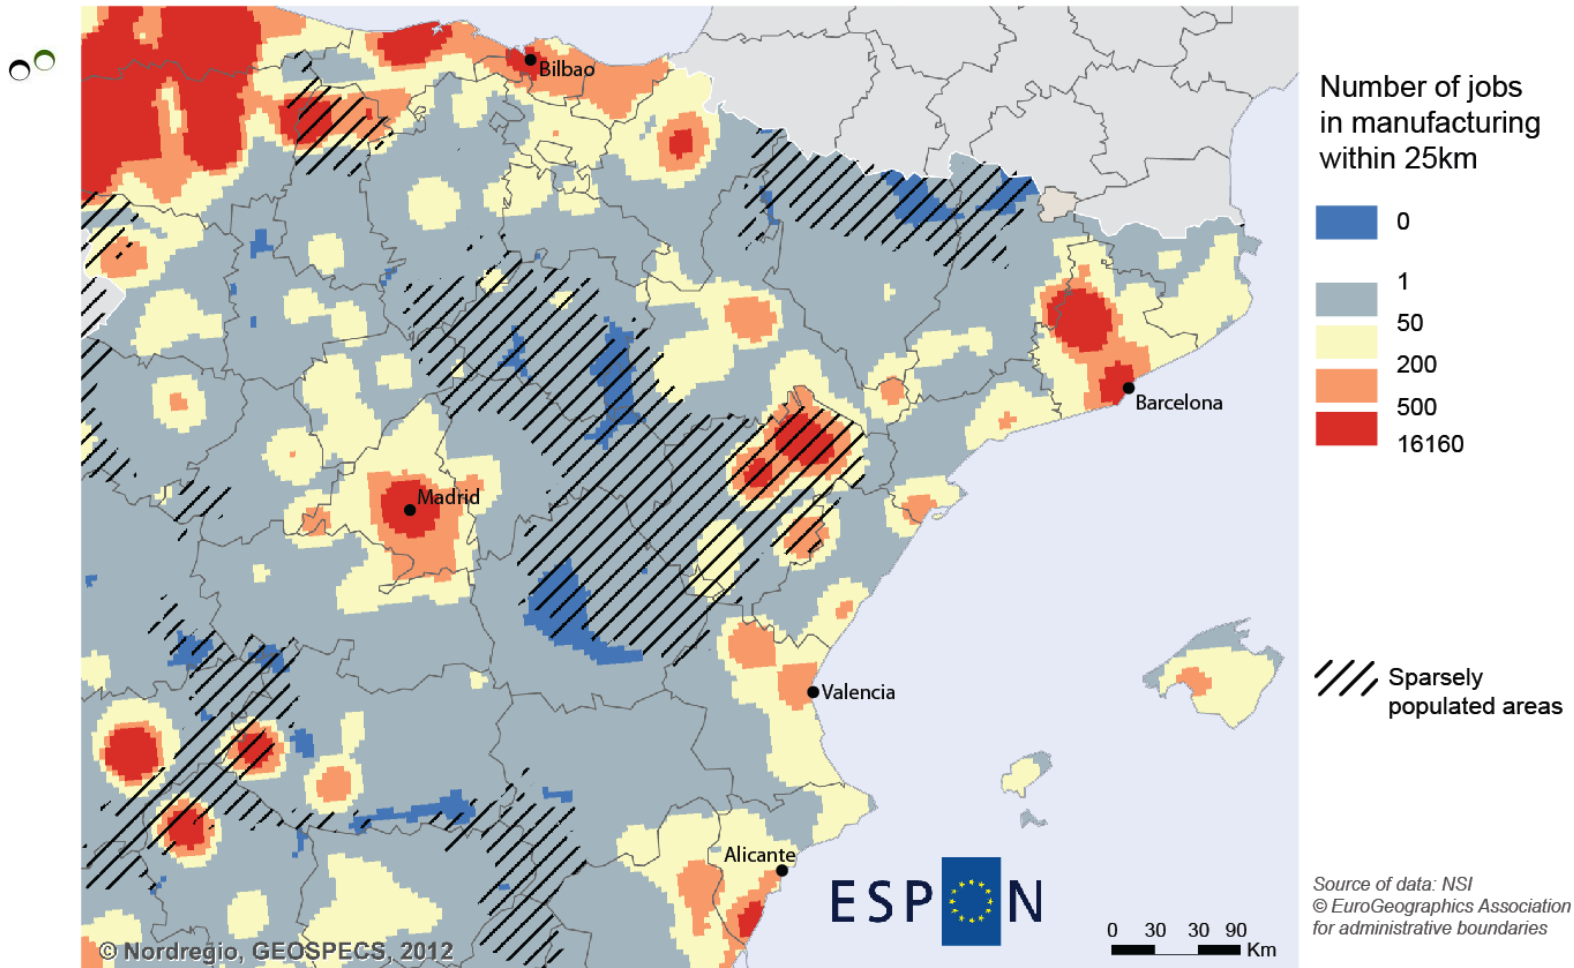 Bilbao
Madrid
Barcelona
Valencia
Alicante
Number of jobs
in manufacturing
within 25km
0
1
50
200
500
16160
Sparsely
populated areas
ESPON
0 30 30 90
Km
Source of data: NSI
© EuroGeographics Association
for administrative boundaries
© Nordregio, GEOSPECS, 2012